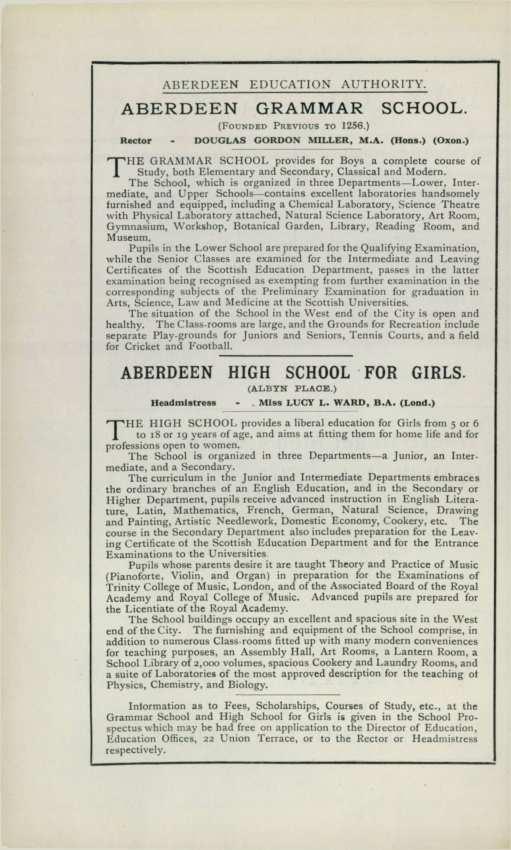 ABERDEEN EDUCATION AUTHORITY.
ABERDEEN GRAMMAR SCHOOL.
(FOUNDED PREVIOUS TO 1256.)
Rector - DOUGLAS GORDON MILLER, M.A. (Hons.) (Oxon.)
THE GRAMMAR SCHOOL provides for Boys a complete course of
Study, both Elementary and Secondary, Classical and Modern.
The School, which is organized in three Departments—Lower, Inter-
mediate, and Upper Schools—contains excellent laboratories handsomely
furnished and equipped, including a Chemical Laboratory, Science Theatre
with Physical Laboratory attached, Natural Science Laboratory, Art Room,
Gymnasium, Workshop, Botanical Garden, Library, Reading Room, and
Museum.
Pupils in the Lower School are prepared for the Qualifying Examination,
while the Senior Classes are examined for the Intermediate and Leaving
Certificates of the Scottish Education Department, passes in the latter
examination being recognised as exempting from further examination in the
corresponding subjects of the Preliminary Examination for graduation in
Arts, Science, Law and Medicine at the Scottish Universities.
The situation of the School in the West end of the City is open and
healthy. The Class-rooms are large, and the Grounds for Recreation include
separate Play-grounds for Juniors and Seniors, Tennis Courts, and a field
for Cricket and Football.
ABERDEEN HIGH SCHOOL FOR GIRLS.
(ALBYN PLACE.)
Headmistress - Miss LUCY L. WARD, B.A. (Lond.)
THE HIGH SCHOOL provides a liberal education for Girls from 5 or 6
to 18 or 19 years of age, and aims at fitting them for home life and for
professions open to women.
The School is organized in three Departments—a Junior, an Inter-
mediate, and a Secondary.
The curriculum in the Junior and Intermediate Departments embraces
the ordinary branches of an English Education, and in the Secondary or
Higher Department, pupils receive advanced instruction in English Litera-
ture, Latin, Mathematics, French, German, Natural Science, Drawing
and Painting, Artistic Needlework, Domestic Economy, Cookery, etc. The
course in the Secondary Department also includes preparation for the Leav-
ing Certificate of the Scottish Education Department and for the Entrance
Examinations to the Universities
Pupils whose parents desire it are taught Theory and Practice of Music
(Pianoforte, Violin, and Organ) in preparation for the Examinations of
Trinity College of Music, London, and of the Associated Board of the Royal
Academy and Royal College of Music. Advanced pupils are prepared for
the Licentiate of the Royal Academy.
The School buildings occupy an excellent and spacious site in the West
end of the City. The furnishing and equipment of the School comprise, in
addition to numerous Class-rooms fitted up with many modern conveniences
for teaching purposes, an Assembly Hall, Art Rooms, a Lantern Room, a
School Library of 2,000 volumes, spacious Cookery and Laundry Rooms, and
a suite of Laboratories of the most approved description for the teaching of
Physics, Chemistry, and Biology.
Information as to Fees, Scholarships, Courses of Study, etc., at the
Grammar School and High School for Girls is given in the School Pro-
spectus which may be had free on application to the Director of Education,
Education Offices, 22 Union Terrace, or to the Rector or Headmistress
respectively.